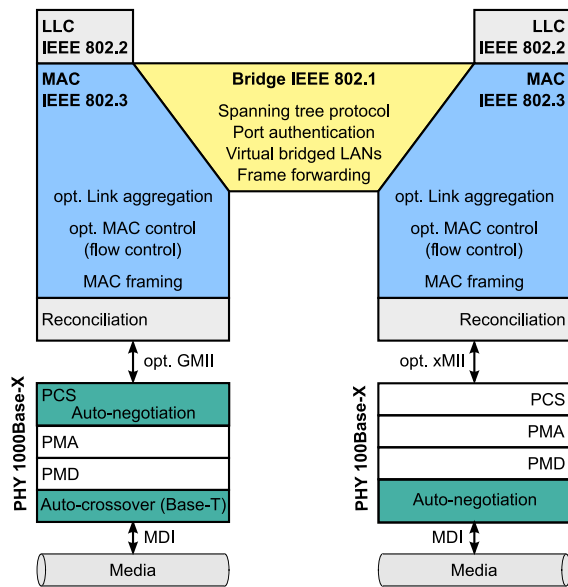 LLC
IEEE 802.2
MAC
IEEE 802.3
opt. Link aggregation
opt. MAC control
(flow control)
MAC framing
Reconciliation
opt. GMII
PHY 1000Base-X
PCS
Auto-negotiation
PMA
PMD
Auto-crossover (Base-T)
MDI
Media
Bridge IEEE 802.1
Spanning tree protocol
Port authentication
Virtual bridged LANs
Frame forwarding
LLC
IEEE 802.2
MAC
IEEE 802.3
opt. Link aggregation
opt. MAC control
(flow control)
MAC framing
Reconciliation
opt. xMII
PHY 100Base-X
PCS
PMA
PMD
Auto-negotiation
MDI
Media